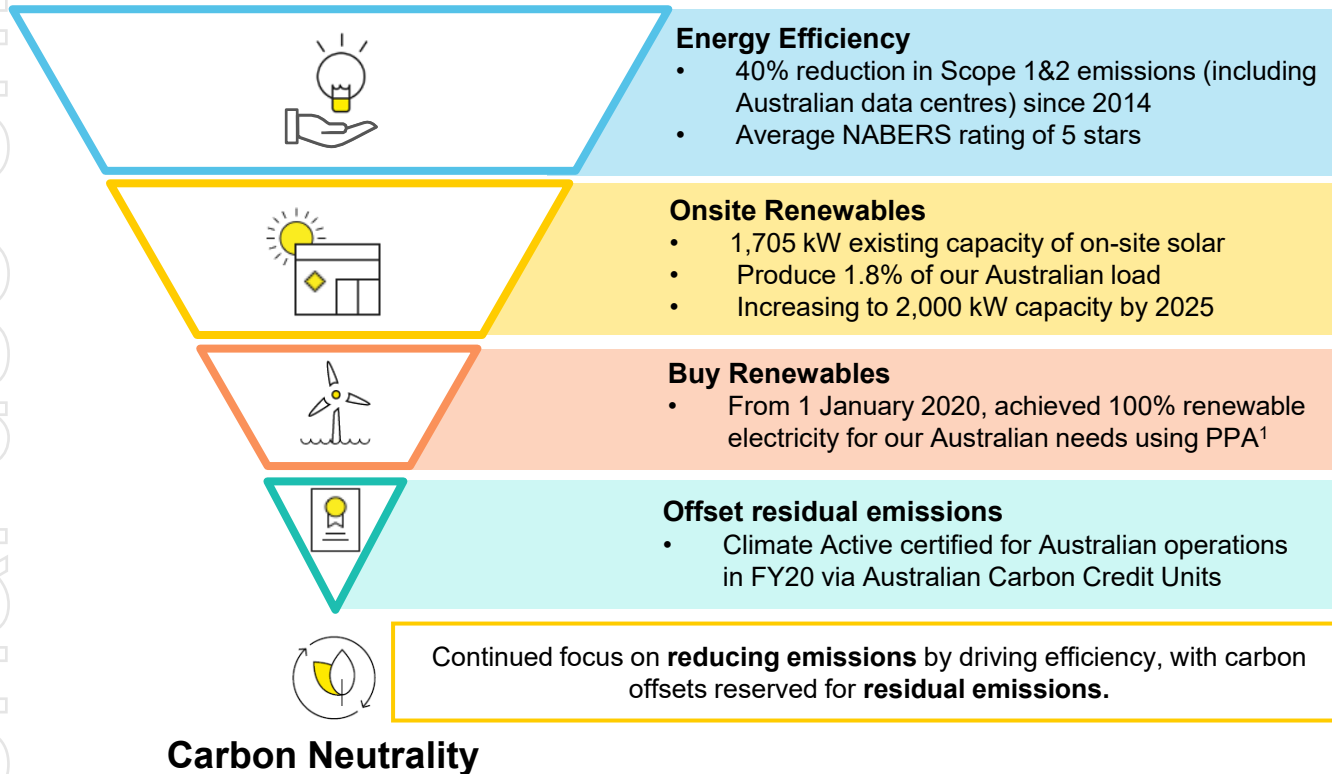 Energy Efficiency
• 40% reduction in Scope 1&2 emissions (including
Australian data centres) since 2014
• Average NABERS rating of 5 stars
Onsite Renewables
• 1,705 kW existing capacity of on-site solar
• Produce 1.8% of our Australian load
• Increasing to 2,000 kW capacity by 2025
Buy Renewables
• From 1 January 2020, achieved 100% renewable
electricity for our Australian needs using PPA¹
Offset residual emissions
• Climate Active certified for Australian operations
in FY20 via Australian Carbon Credit Units
Continued focus on reducing emissions by driving efficiency, with carbon
offsets reserved for residual emissions.
Carbon Neutrality